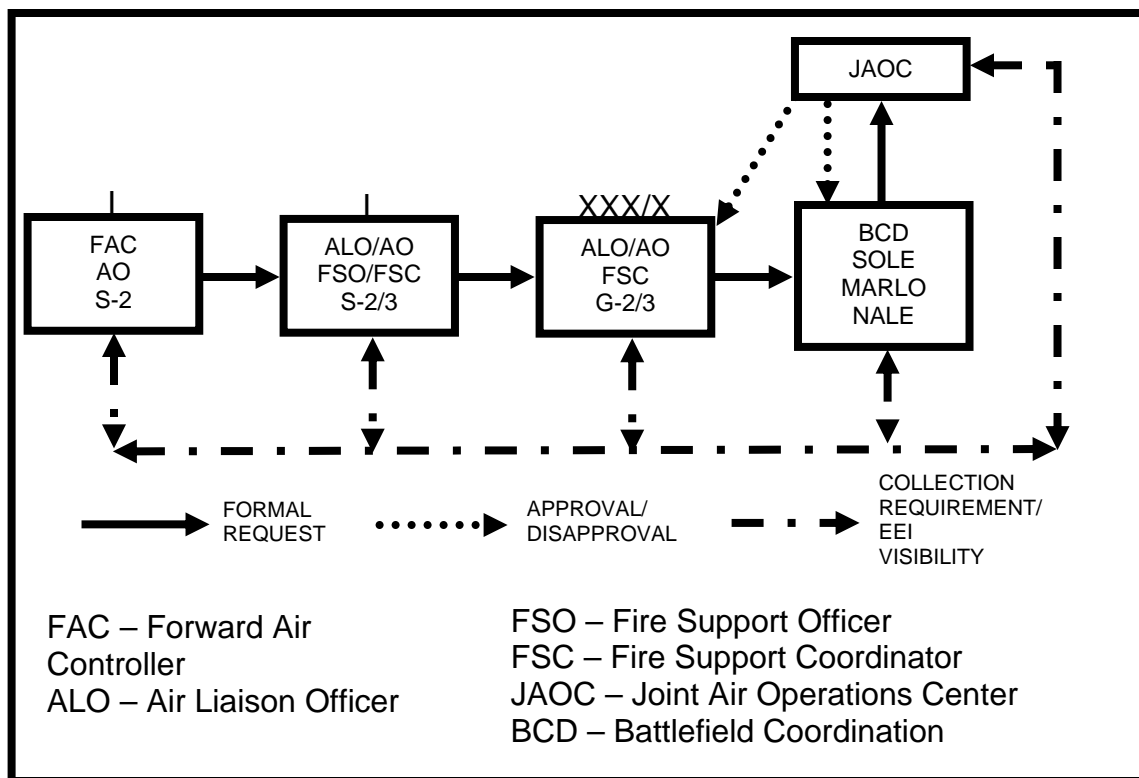 JAOC
I
I
XXX/X
FAC
AO
S-2
ALO/AO
FSO/FSC
S-2/3
ALO/AO
FSC
G-2/3
BCD
SOLE
MARLO
NALE
FORMAL
REQUEST
APPROVAL/
DISAPPROVAL
COLLECTION
REQUIREMENT/
EEI
VISIBILITY
FAC – Forward Air
Controller
ALO – Air Liaison Officer
FSO – Fire Support Officer
FSC – Fire Support Coordinator
JAOC – Joint Air Operations Center
BCD – Battlefield Coordination